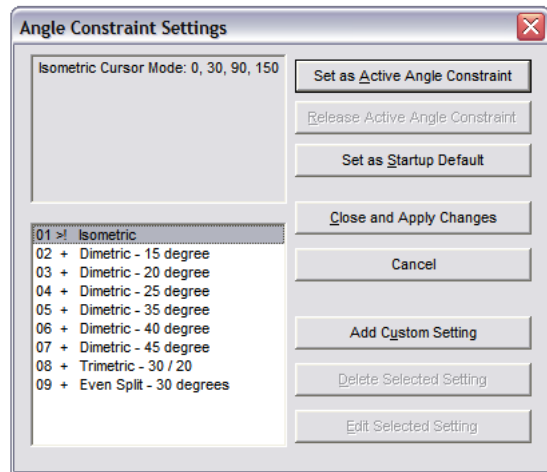 Angle Constraint Settings
Isometric Cursor Mode: 0, 30, 90, 150
Set as Active Angle Constraint
Release Active Angle Constraint
Set as Startup Default
Close and Apply Changes
Cancel
01 >! Isometric
02 + Dimetric - 15 degree
03 + Dimetric - 20 degree
04 + Dimetric - 25 degree
05 + Dimetric - 35 degree
06 + Dimetric - 40 degree
07 + Dimetric - 45 degree
08 + Trimetric - 30 / 20
09 + Even Split - 30 degrees
Add Custom Setting
Delete Selected Setting
Edit Selected Setting